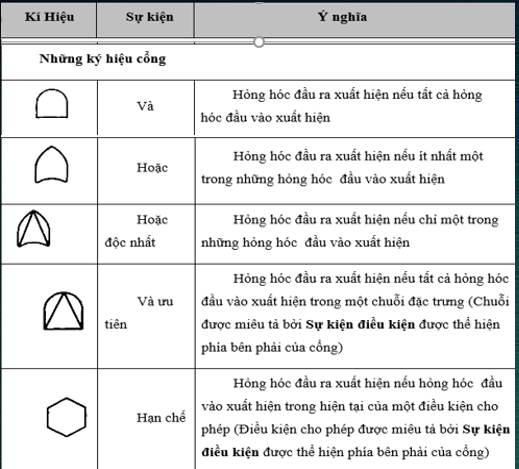 Kí Hiệu Sự kiện Ý nghĩa
Những ký hiệu cổng
Và
Hỏng hóc đầu ra xuất hiện nếu tất cả hỏng
hóc đầu vào xuất hiện
Hoặc
Hỏng hóc đầu ra xuất hiện nếu ít nhất một
trong những hỏng hóc đầu vào xuất hiện
Hoặc
độc nhất
Hỏng hóc đầu ra xuất hiện nếu chỉ một trong
những hỏng hóc đầu vào xuất hiện
Và ưu
tiên
Hỏng hóc đầu ra xuất hiện nếu tất cả hỏng hóc
đầu vào xuất hiện trong một chuỗi đặc trưng (Chuỗi
được miêu tả bởi Sự kiện điều kiện được thể hiện
phía bên phải của cổng)
Hạn chế
Hỏng hóc đầu ra xuất hiện nếu hỏng hóc đầu
vào xuất hiện trong hiện tại của một điều kiện cho
phép (Điều kiện cho phép được miêu tả bởi Sự kiện
điều kiện được thể hiện phía bên phải của cổng)